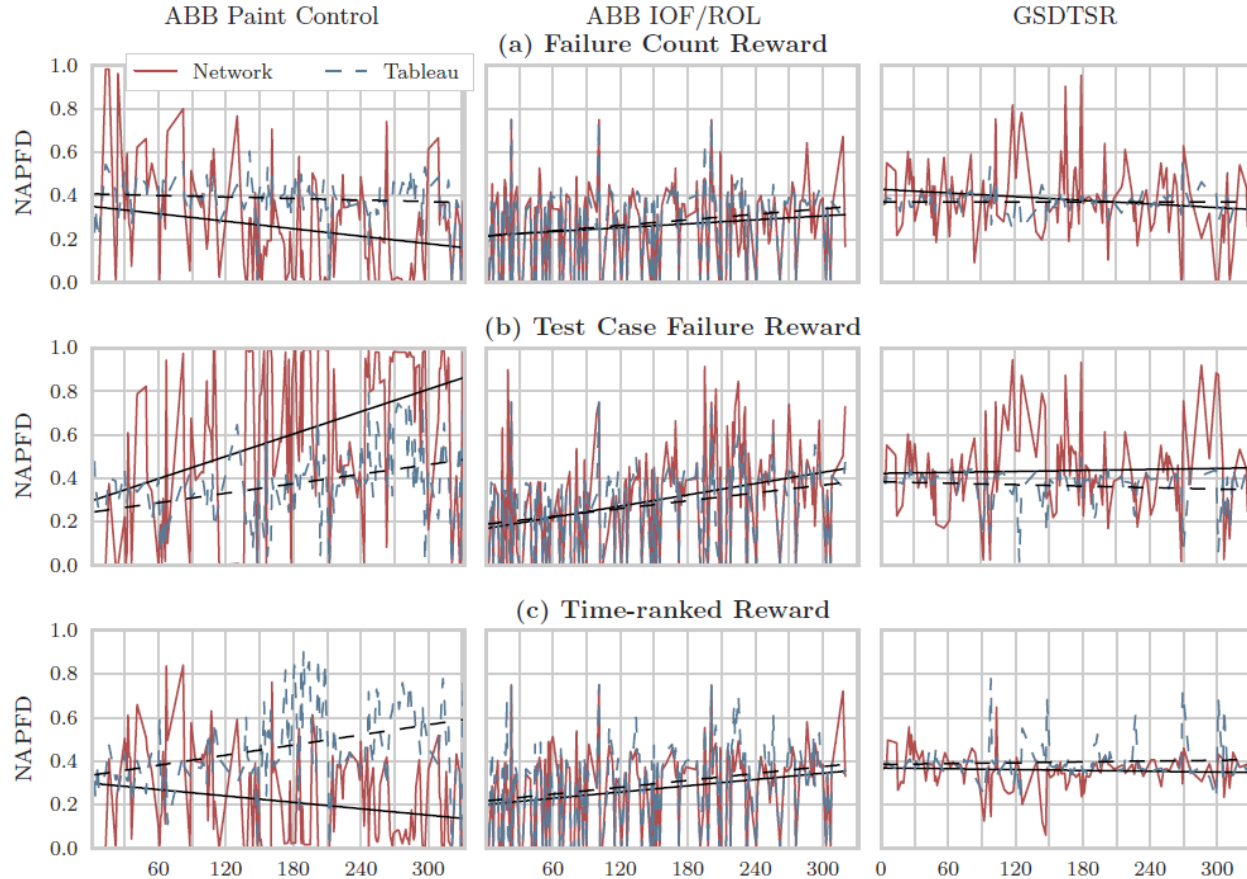 ABB Paint Control ABB IOF/ROL GSDTSR
(a) Failure Count Reward
Network Tableau
NAPFD
1.0
0.8
0.6
0.4
0.2
0.0
(b) Test Case Failure Reward
NAPFD
1.0
0.8
0.6
0.4
0.2
0.0
(c) Time-ranked Reward
NAPFD
1.0
0.8
0.6
0.4
0.2
0.0
60 120 180 240 300 60 120 180 240 300 0 60 120 180 240 300